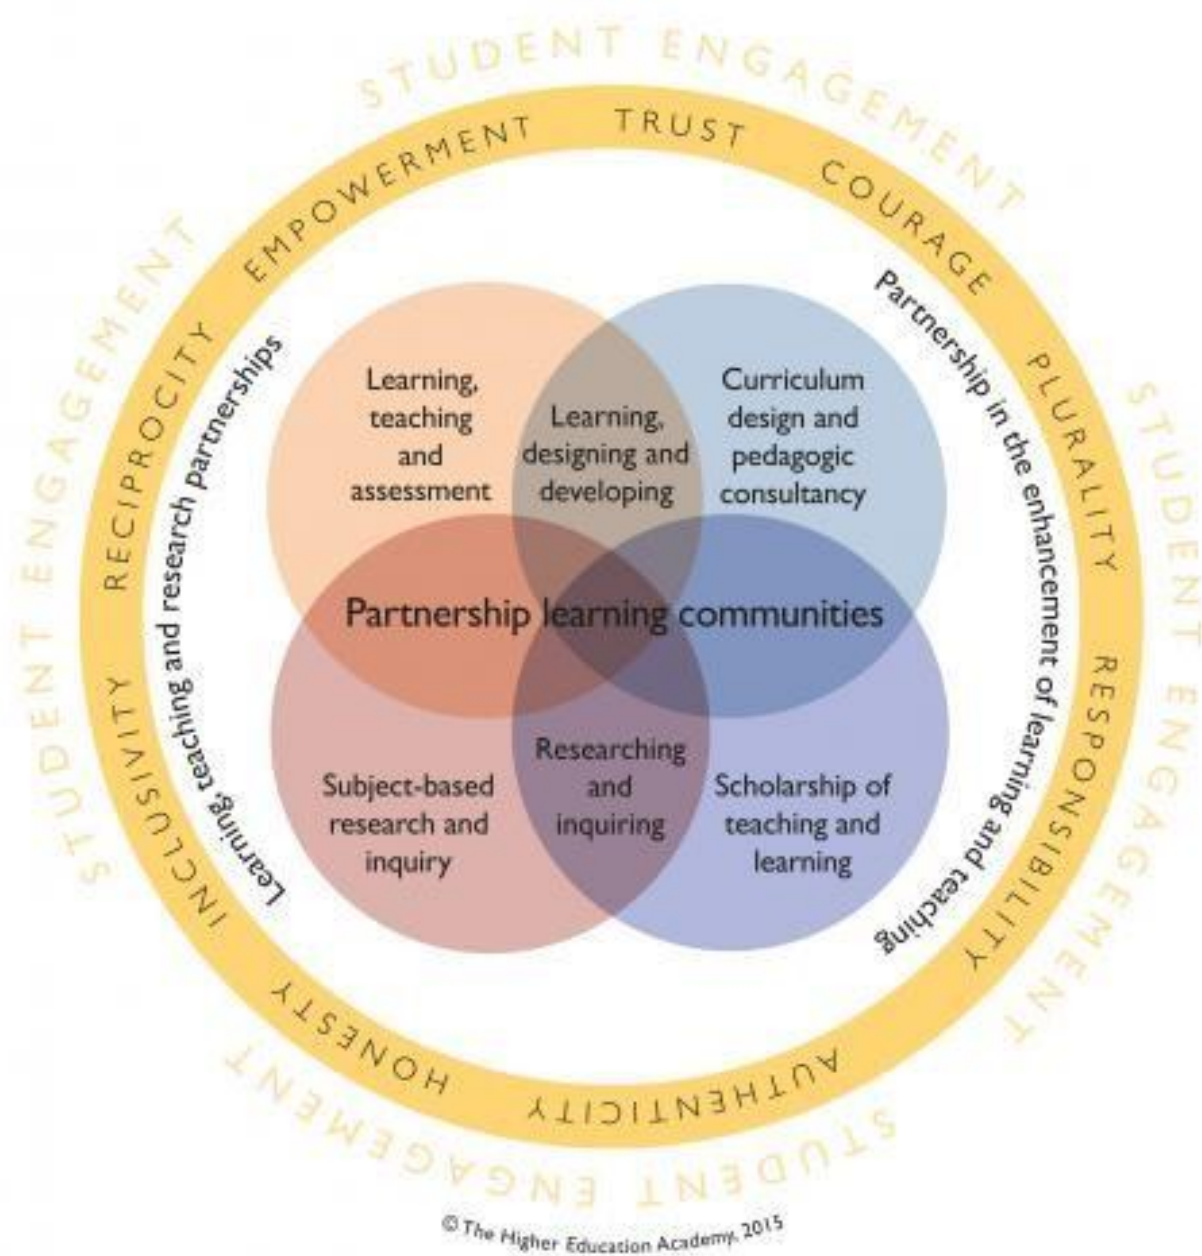 STUDENT ENGAGEMENT
STUDENT ENGAGEMENT
STUDENT ENGAGEMENT
STUDENT ENGAGEMENT
EMPOWERMENT
TRUST
COURAGE
PLURALITY
RESPONSIBILITY
AUTHENTICITY
HONESTY
INCLUSIVITY
RECIPROCITY
Learning, teaching and research partnerships
Partnership in the enhancement of learning and teaching
Learning,
teaching
and
assessment
Learning,
designing and
developing
Curriculum
design and
pedagogic
consultancy
Partnership learning communities
Subject-based
research and
inquiry
Researching
and
inquiring
Scholarship of
teaching and
learning
© The Higher Education Academy, 2015